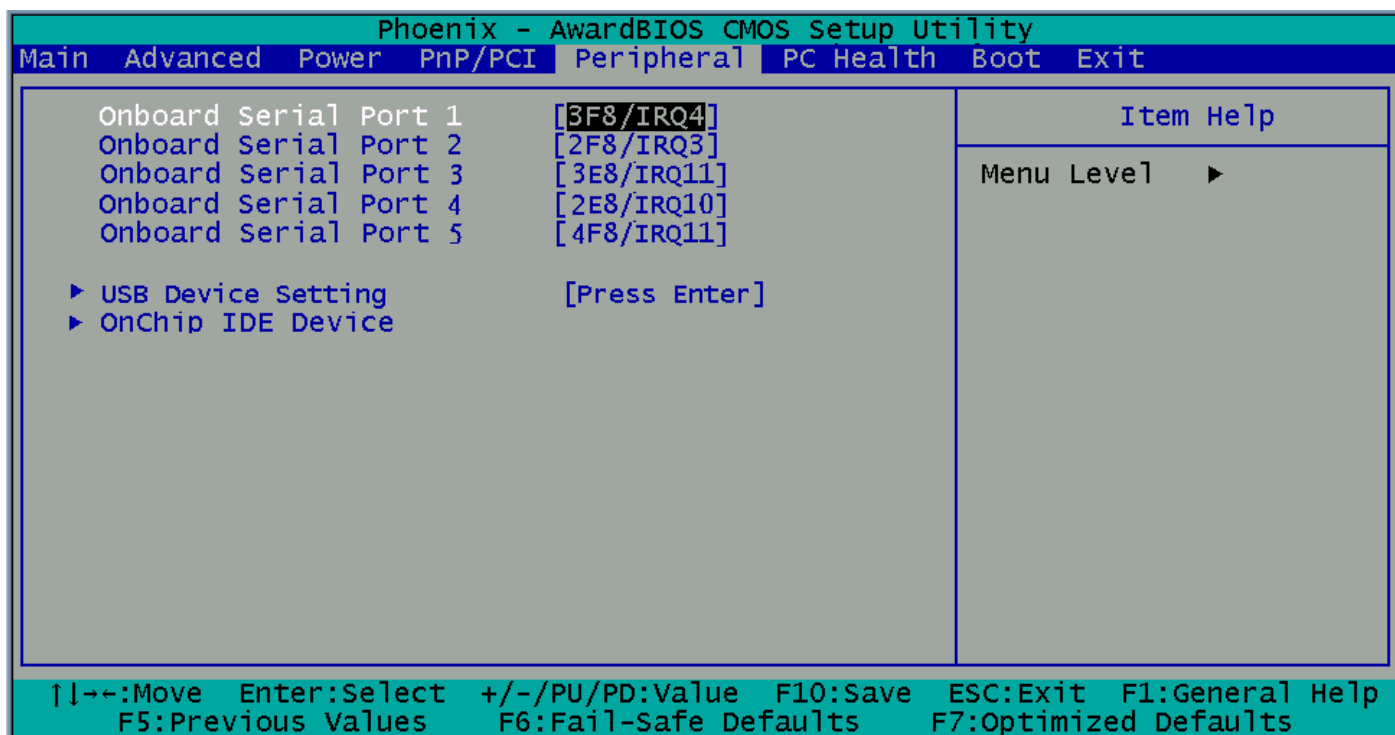 Phoenix - AwardBIOS CMOS Setup Utility
Main Advanced Power PnP/PCI Peripheral PC Health Boot Exit
Onboard Serial Port 1 [3F8/IRQ4]
Onboard Serial Port 2 [2F8/IRQ3]
Onboard Serial Port 3 [3E8/IRQ11]
Onboard Serial Port 4 [2E8/IRQ10]
Onboard Serial Port 5 [4F8/IRQ11]
▶ USB Device Setting [Press Enter]
▶ OnChip IDE Device
Item Help
Menu Level ▶
↑↓→←:Move Enter:Select +/-/PU/PD:Value F10:Save ESC:Exit F1:General Help
F5:Previous Values F6:Fail-Safe Defaults F7:Optimized Defaults